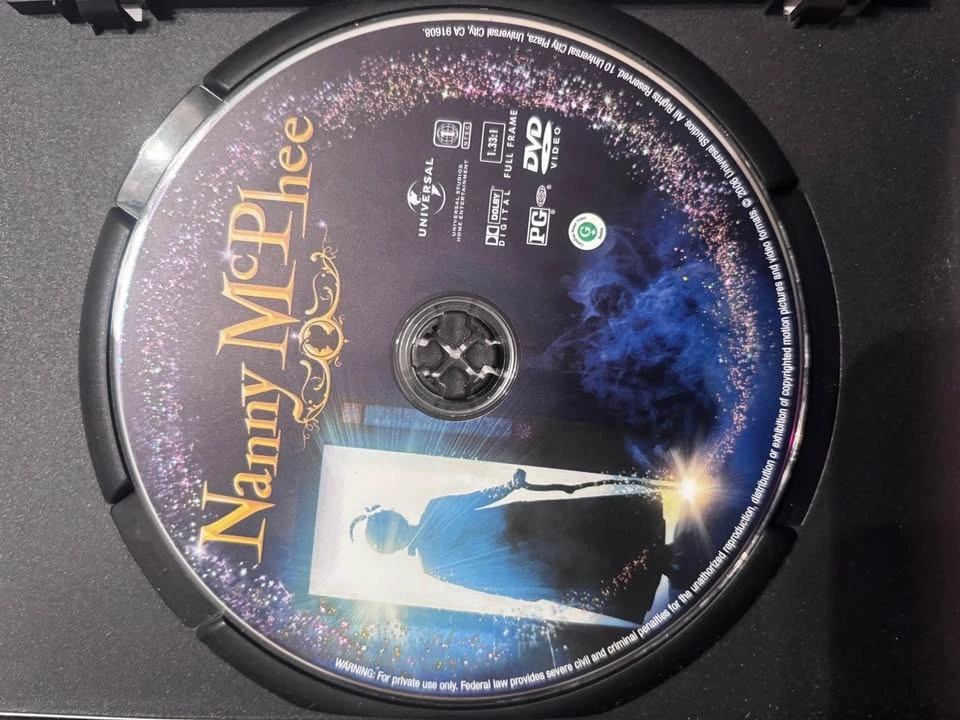 Nanny McPhee
UNIVERSAL
UNIVERSAL STUDIOS
HOME ENTERTAINMENT
1
NTSC
DOLBY
DIGITAL
1.33:1
FULL FRAME
PG
DVD
VIDEO
G
WARNING: For private use only. Federal law provides severe civil and criminal penalties for the unauthorized reproduction, distribution or exhibition of copyrighted motion pictures and video formats. © 2006 Universal Studios. All Rights Reserved. 10 Universal City Plaza, Universal City, CA 91608.